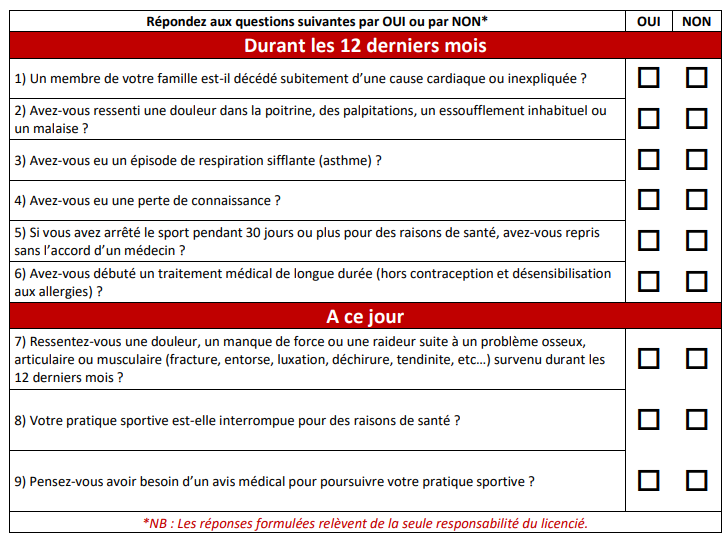 Répondez aux questions suivantes par OUI ou par NON* OUI NON
Durant les 12 derniers mois
1) Un membre de votre famille est-il décédé subitement d’une cause cardiaque ou inexpliquée ?
2) Avez-vous ressenti une douleur dans la poitrine, des palpitations, un essoufflement inhabituel ou
un malaise ?
3) Avez-vous eu un épisode de respiration sifflante (asthme) ?
4) Avez-vous eu une perte de connaissance ?
5) Si vous avez arrêté le sport pendant 30 jours ou plus pour des raisons de santé, avez-vous repris
sans l’accord d’un médecin ?
6) Avez-vous débuté un traitement médical de longue durée (hors contraception et désensibilisation
aux allergies) ?
A ce jour
7) Ressentez-vous une douleur, un manque de force ou une raideur suite à un problème osseux,
articulaire ou musculaire (fracture, entorse, luxation, déchirure, tendinite, etc…) survenu durant les
12 derniers mois ?
8) Votre pratique sportive est-elle interrompue pour des raisons de santé ?
9) Pensez-vous avoir besoin d’un avis médical pour poursuivre votre pratique sportive ?
*NB : Les réponses formulées relèvent de la seule responsabilité du licencié.